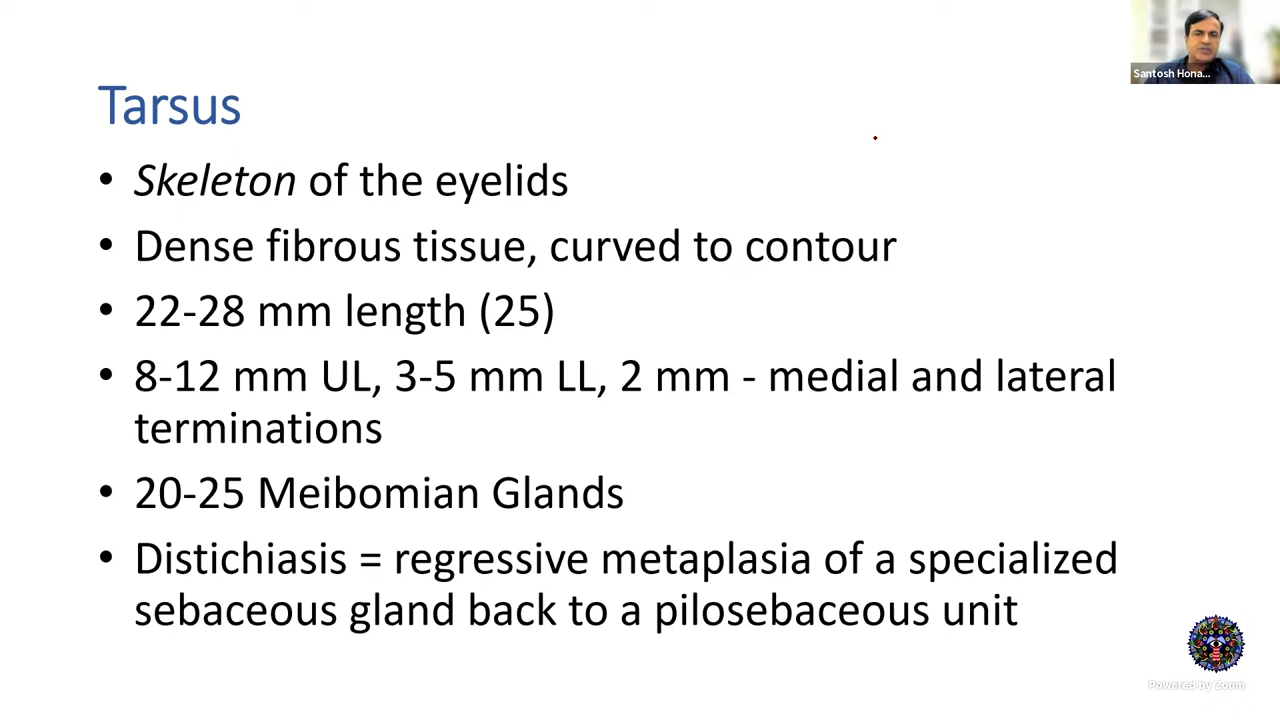 Santosh Hona...
Tarsus
• Skeleton of the eyelids
• Dense fibrous tissue, curved to contour
• 22-28 mm length (25)
• 8-12 mm UL, 3-5 mm LL, 2 mm - medial and lateral
terminations
• 20-25 Meibomian Glands
• Distichiasis = regressive metaplasia of a specialized
sebaceous gland back to a pilosebaceous unit
Powered by Zoom